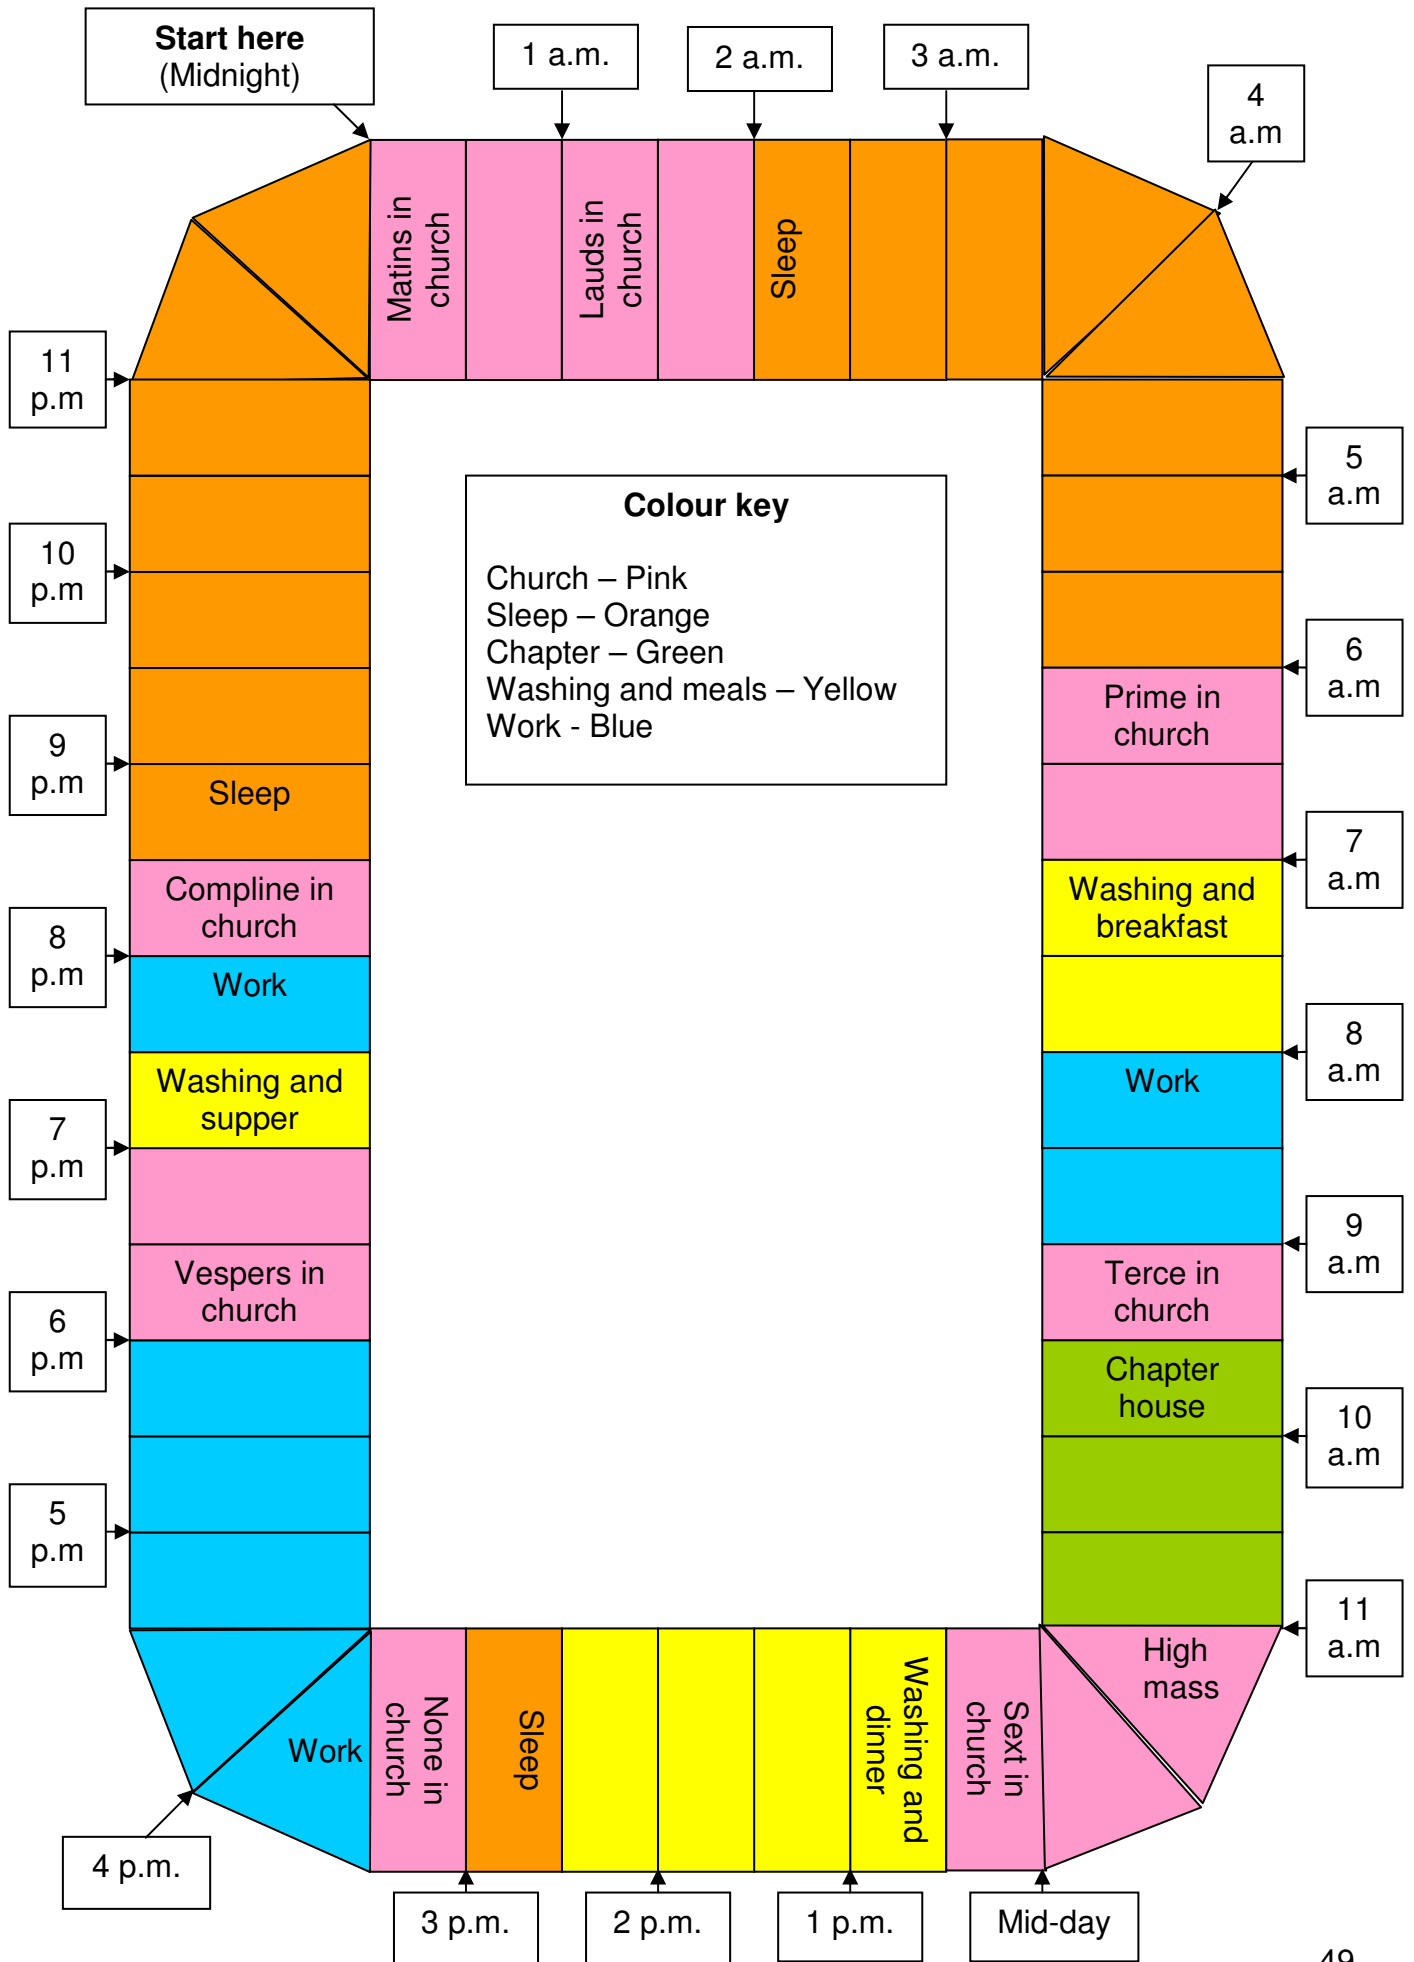 Start here
(Midnight)
1 a.m.
2 a.m.
3 a.m.
4
a.m
Matins in
church
Lauds in
church
Sleep
11
p.m
10
p.m
9
p.m
8
p.m
7
p.m
6
p.m
5
p.m
Sleep
Compline in
church
Work
Washing and
supper
Vespers in
church
Colour key
Church – Pink
Sleep – Orange
Chapter – Green
Washing and meals – Yellow
Work - Blue
Prime in
church
Washing and
breakfast
Work
Terce in
church
Chapter
house
High
mass
5
a.m
6
a.m
7
a.m
8
a.m
9
a.m
10
a.m
11
a.m
Work
None in
church
Sleep
Washing and
dinner
Sext in
church
4 p.m.
3 p.m.
2 p.m.
1 p.m.
Mid-day
49